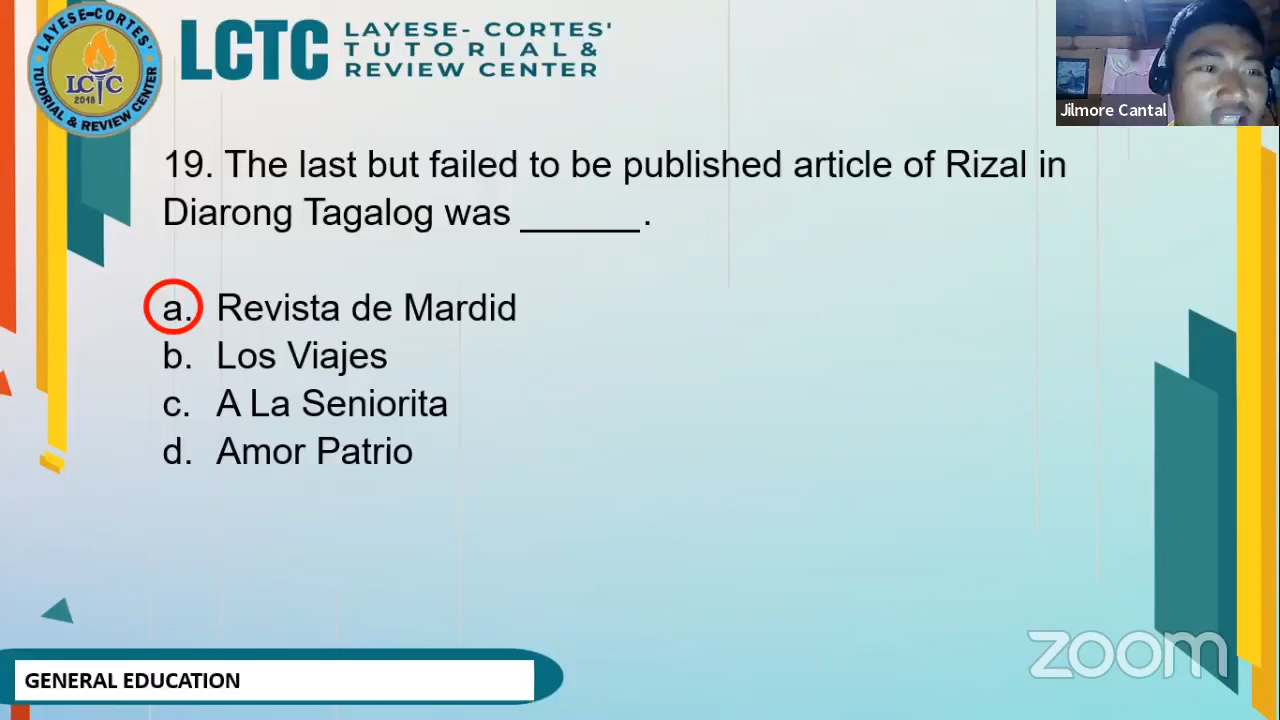 LAYESE-CORTES'
LCTC
2018
TUTORIAL & REVIEW CENTER
LCTC
LAYESE- CORTES'
TUTORIAL &
REVIEW CENTER
Jilmore Cantal
19. The last but failed to be published article of Rizal in
Diarong Tagalog was ______.
a. Revista de Mardid
b. Los Viajes
c. A La Seniorita
d. Amor Patrio
zoom
GENERAL EDUCATION